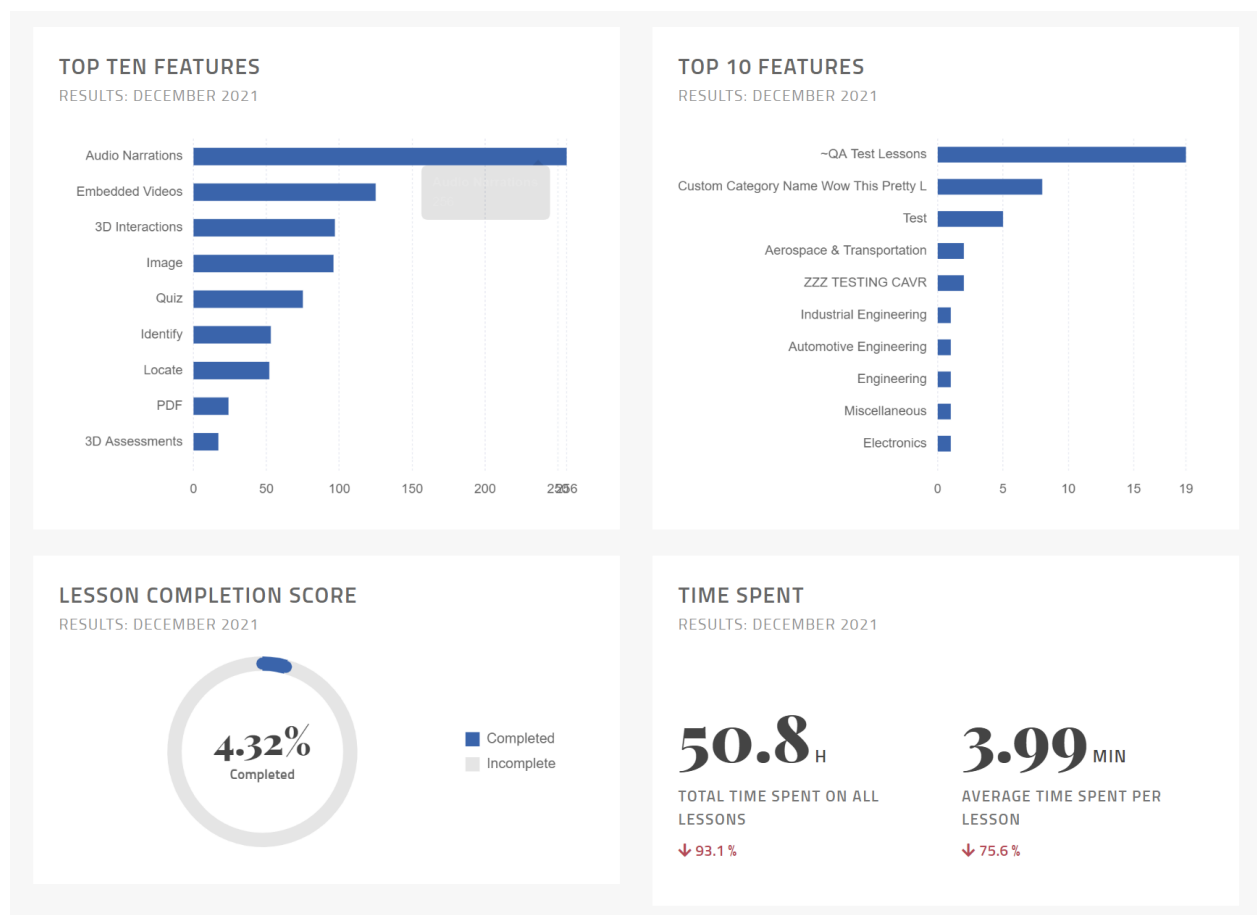 TOP TEN FEATURES
RESULTS: DECEMBER 2021
Audio Narrations
Embedded Videos
3D Interactions
Image
Quiz
Identify
Locate
PDF
3D Assessments
0 50 100 150 200 250 256
TOP 10 FEATURES
RESULTS: DECEMBER 2021
~QA Test Lessons
Custom Category Name Wow This Pretty L
Test
Aerospace & Transportation
ZZZ TESTING CAVR
Industrial Engineering
Automotive Engineering
Engineering
Miscellaneous
Electronics
0 5 10 15 19
LESSON COMPLETION SCORE
RESULTS: DECEMBER 2021
4.32%
Completed
Completed
Incomplete
TIME SPENT
RESULTS: DECEMBER 2021
50.8 H
TOTAL TIME SPENT ON ALL
LESSONS
↓ 93.1 %
3.99 MIN
AVERAGE TIME SPENT PER
LESSON
↓ 75.6 %